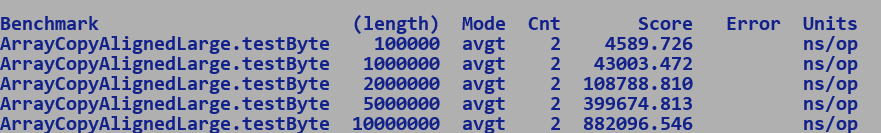 Benchmark (length) Mode Cnt Score Error Units
ArrayCopyAlignedLarge.testByte 100000 avgt 2 4589.726 ns/op
ArrayCopyAlignedLarge.testByte 1000000 avgt 2 43003.472 ns/op
ArrayCopyAlignedLarge.testByte 2000000 avgt 2 108788.810 ns/op
ArrayCopyAlignedLarge.testByte 5000000 avgt 2 399674.813 ns/op
ArrayCopyAlignedLarge.testByte 10000000 avgt 2 882096.546 ns/op